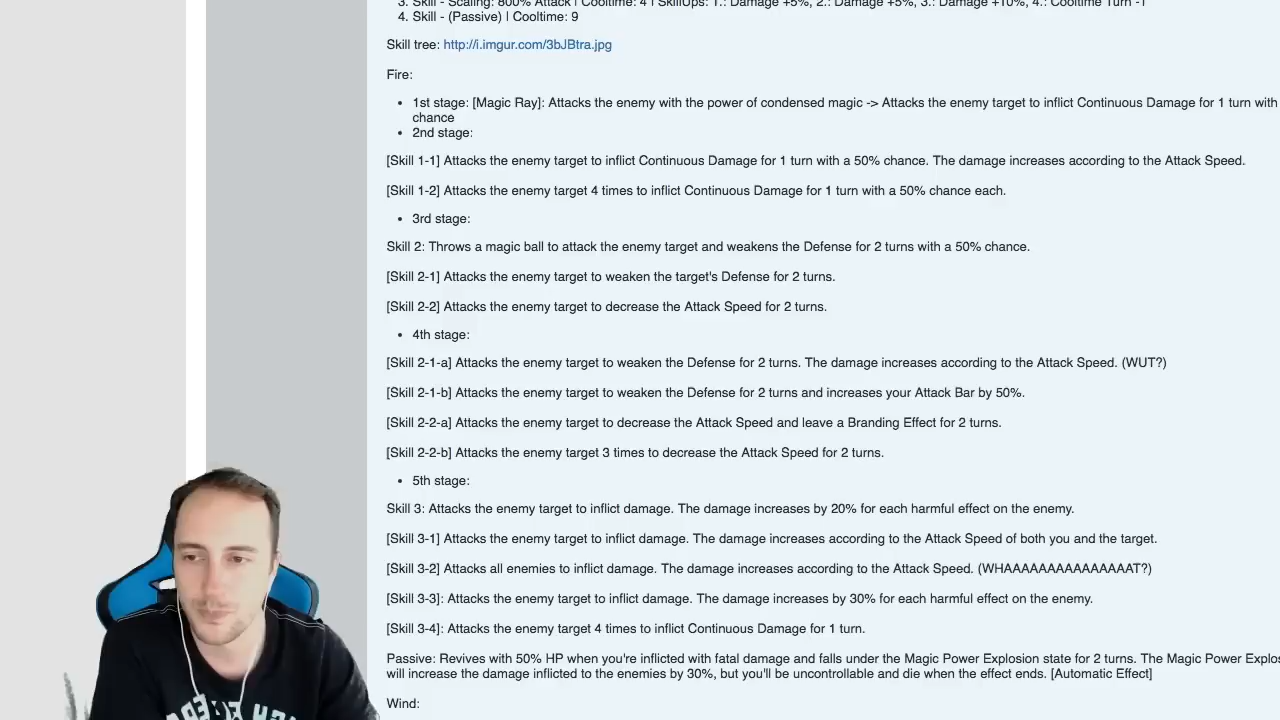 3. Skill - Scaling: 800% Attack | Cooltime: 4 | SkillUps: 1.: Damage +5%, 2.: Damage +5%, 3.: Damage +10%, 4.: Cooltime Turn -1
4. Skill - (Passive) | Cooltime: 9
Skill tree: http://i.imgur.com/3bJBtra.jpg
Fire:
• 1st stage: [Magic Ray]: Attacks the enemy with the power of condensed magic -> Attacks the enemy target to inflict Continuous Damage for 1 turn with
chance
• 2nd stage:
[Skill 1-1] Attacks the enemy target to inflict Continuous Damage for 1 turn with a 50% chance. The damage increases according to the Attack Speed.
[Skill 1-2] Attacks the enemy target 4 times to inflict Continuous Damage for 1 turn with a 50% chance each.
• 3rd stage:
Skill 2: Throws a magic ball to attack the enemy target and weakens the Defense for 2 turns with a 50% chance.
[Skill 2-1] Attacks the enemy target to weaken the target's Defense for 2 turns.
[Skill 2-2] Attacks the enemy target to decrease the Attack Speed for 2 turns.
• 4th stage:
[Skill 2-1-a] Attacks the enemy target to weaken the Defense for 2 turns. The damage increases according to the Attack Speed. (WUT?)
[Skill 2-1-b] Attacks the enemy target to weaken the Defense for 2 turns and increases your Attack Bar by 50%.
[Skill 2-2-a] Attacks the enemy target to decrease the Attack Speed and leave a Branding Effect for 2 turns.
[Skill 2-2-b] Attacks the enemy target 3 times to decrease the Attack Speed for 2 turns.
• 5th stage:
Skill 3: Attacks the enemy target to inflict damage. The damage increases by 20% for each harmful effect on the enemy.
[Skill 3-1] Attacks the enemy target to inflict damage. The damage increases according to the Attack Speed of both you and the target.
[Skill 3-2] Attacks all enemies to inflict damage. The damage increases according to the Attack Speed. (WHAAAAAAAAAAAAAAAT?)
[Skill 3-3]: Attacks the enemy target to inflict damage. The damage increases by 30% for each harmful effect on the enemy.
[Skill 3-4]: Attacks the enemy target 4 times to inflict Continuous Damage for 1 turn.
Passive: Revives with 50% HP when you're inflicted with fatal damage and falls under the Magic Power Explosion state for 2 turns. The Magic Power Explos
will increase the damage inflicted to the enemies by 30%, but you'll be uncontrollable and die when the effect ends. [Automatic Effect]
Wind: